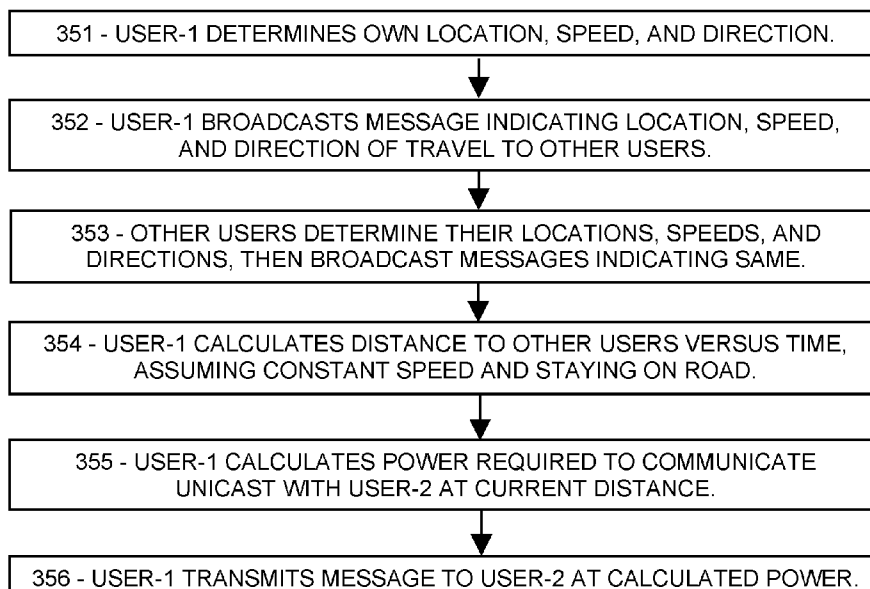 351 - USER-1 DETERMINES OWN LOCATION, SPEED, AND DIRECTION.
352 - USER-1 BROADCASTS MESSAGE INDICATING LOCATION, SPEED,
AND DIRECTION OF TRAVEL TO OTHER USERS.
353 - OTHER USERS DETERMINE THEIR LOCATIONS, SPEEDS, AND
DIRECTIONS, THEN BROADCAST MESSAGES INDICATING SAME.
354 - USER-1 CALCULATES DISTANCE TO OTHER USERS VERSUS TIME,
ASSUMING CONSTANT SPEED AND STAYING ON ROAD.
355 - USER-1 CALCULATES POWER REQUIRED TO COMMUNICATE
UNICAST WITH USER-2 AT CURRENT DISTANCE.
356 - USER-1 TRANSMITS MESSAGE TO USER-2 AT CALCULATED POWER.